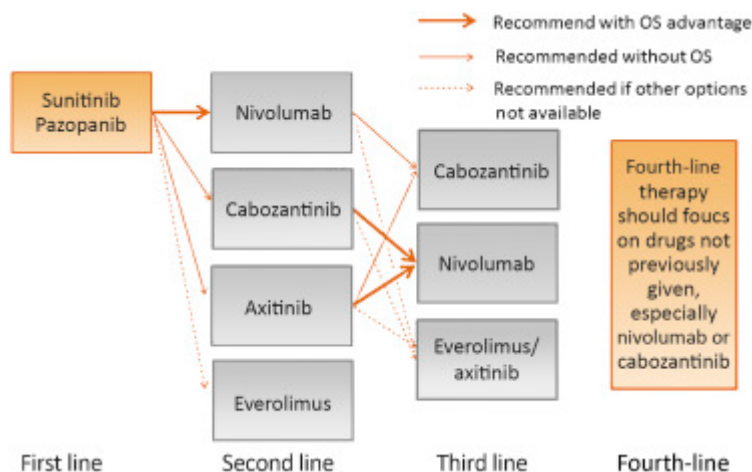 Recommend with OS advantage
Recommended without OS
Recommended if other options
not available
Sunitinib
Pazopanib
Nivolumab
Cabozantinib
Axitinib
Everolimus
Cabozantinib
Nivolumab
Everolimus/
axitinib
Fourth-line
therapy
should foucs
on drugs not
previously
given,
especially
nivolumab or
cabozantinib
First line
Second line
Third line
Fourth-line